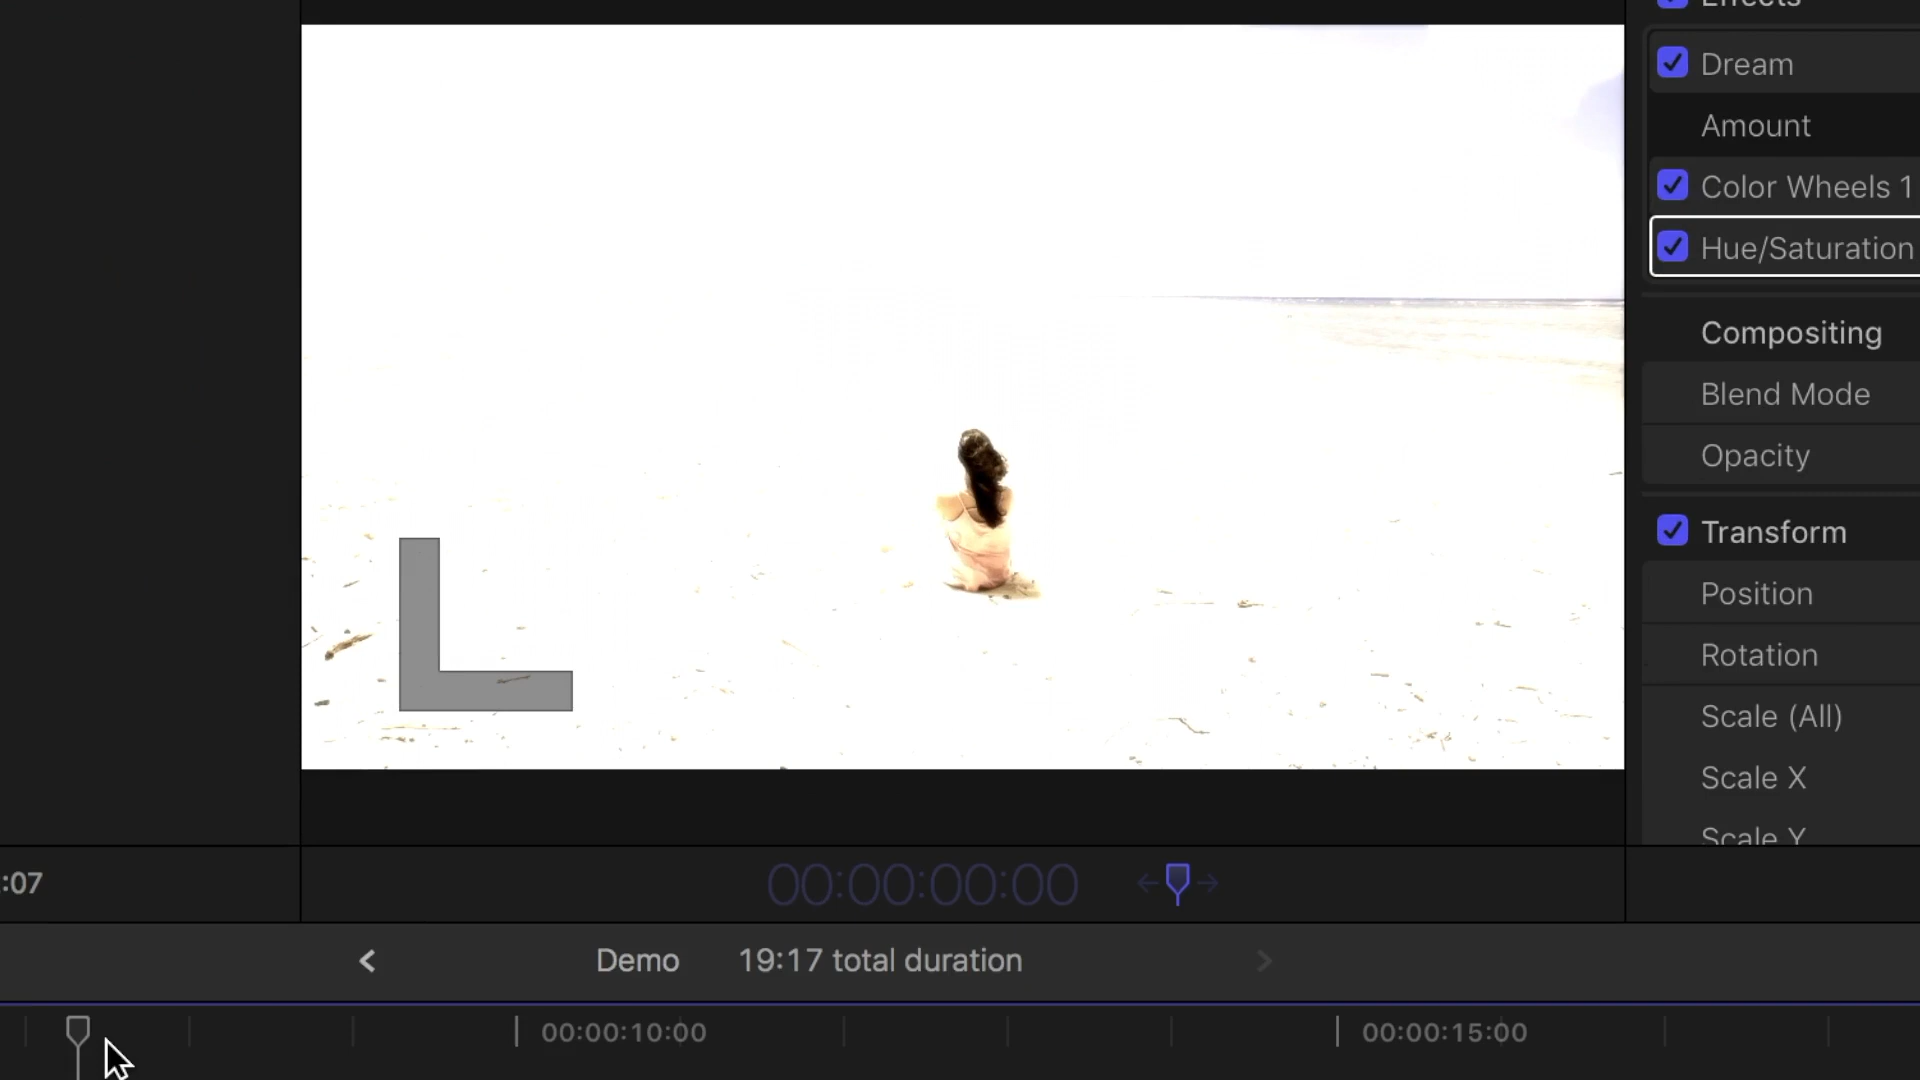 Effects
Dream
Amount
Color Wheels 1
Hue/Saturation
Compositing
Blend Mode
Opacity
Transform
Position
Rotation
Scale (All)
Scale X
Scale Y
:07
00:00:00:00
Demo 19:17 total duration
00:00:10:00 00:00:15:00